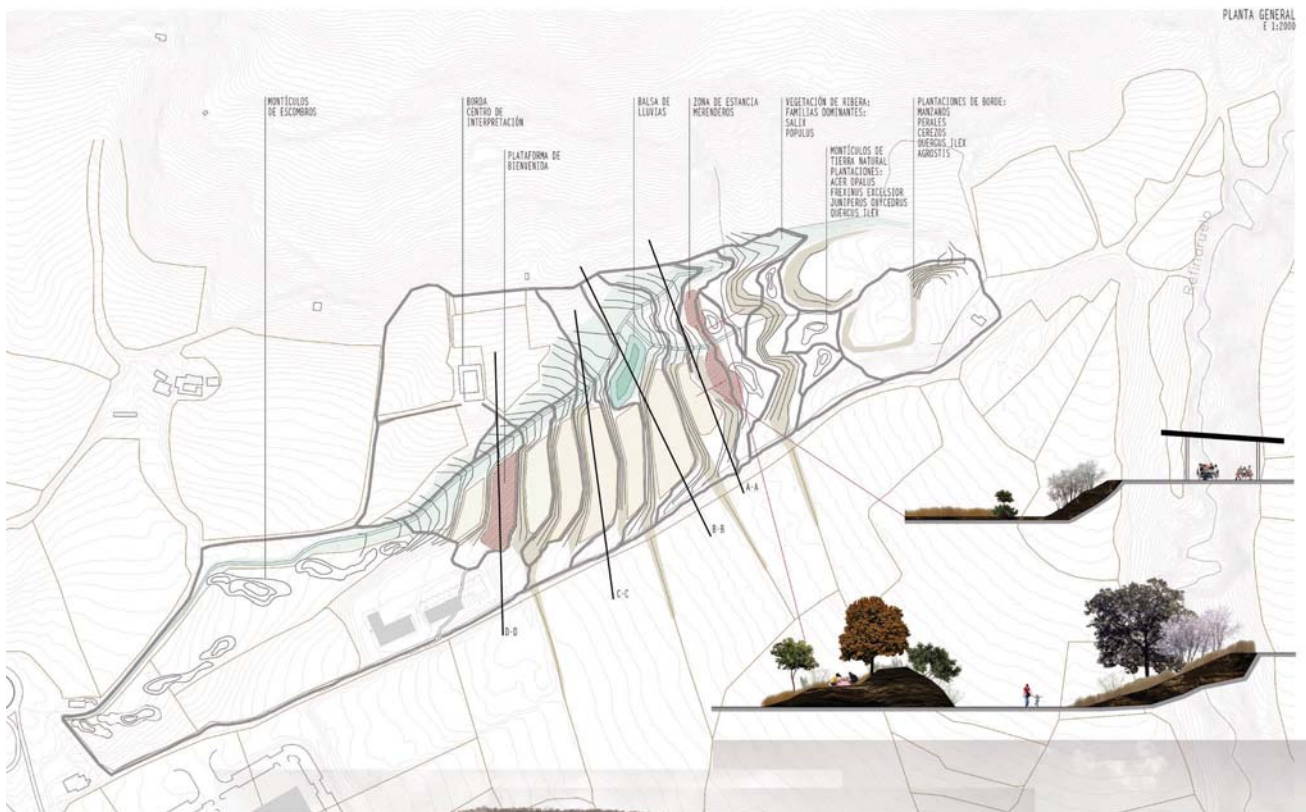 PLANTA GENERAL
E 1:2000
MONTÍCULOS
DE ESCOMBROS
BORDA
CENTRO DE
INTERPRETACIÓN
PLATAFORMA DE
BIENVENIDA
BALSA DE
LLUVIAS
ZONA DE ESTANCIA
MERENDEROS
VEGETACIÓN DE RIBERA:
FAMILIAS DOMINANTES:
SALIX
POPULUS
MONTÍCULOS DE
TIERRA NATURAL
PLANTACIONES:
ACER OPALUS
FREXINUS EXCELSIOR
JUNIPERUS OXYCEDRUS
QUERCUS ILEX
PLANTACIONES DE BORDE:
MANZANOS
PERALES
CEREZOS
QUERCUS ILEX
AGROSTIS
A-A
B-B
C-C
D-D